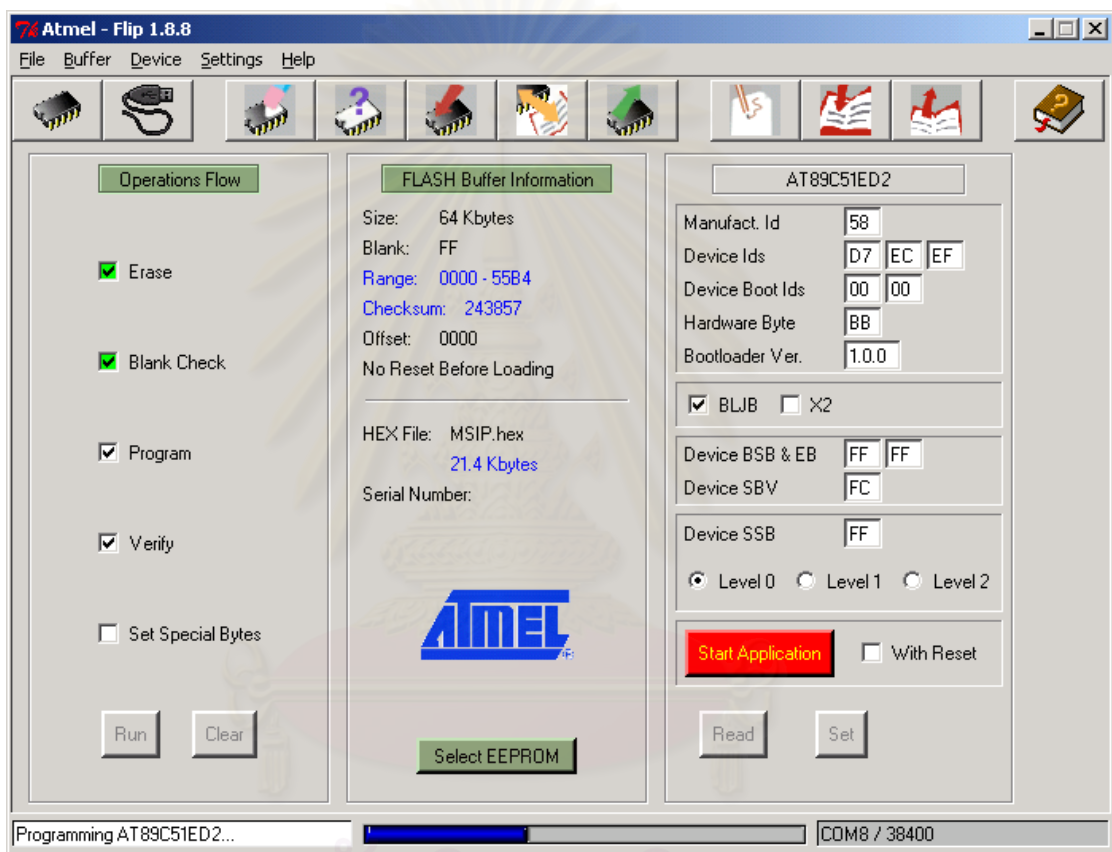 Atmel - Flip 1.8.8
File Buffer Device Settings Help
Operations Flow
Erase
Blank Check
Program
Verify
Set Special Bytes
Run Clear
FLASH Buffer Information
Size: 64 Kbytes
Blank: FF
Range: 0000 - 55B4
Checksum: 243857
Offset: 0000
No Reset Before Loading
HEX File: MSIP.hex
21.4 Kbytes
Serial Number:
ATMEL
Select EEPROM
AT89C51ED2
Manufact. Id 58
Device Ids D7 EC EF
Device Boot Ids 00 00
Hardware Byte BB
Bootloader Ver. 1.0.0
BLJB X2
Device BSB & EB FF FF
Device SBV FC
Device SSB FF
Level 0 Level 1 Level 2
Start Application With Reset
Read Set
Programming AT89C51ED2... COM8 / 38400